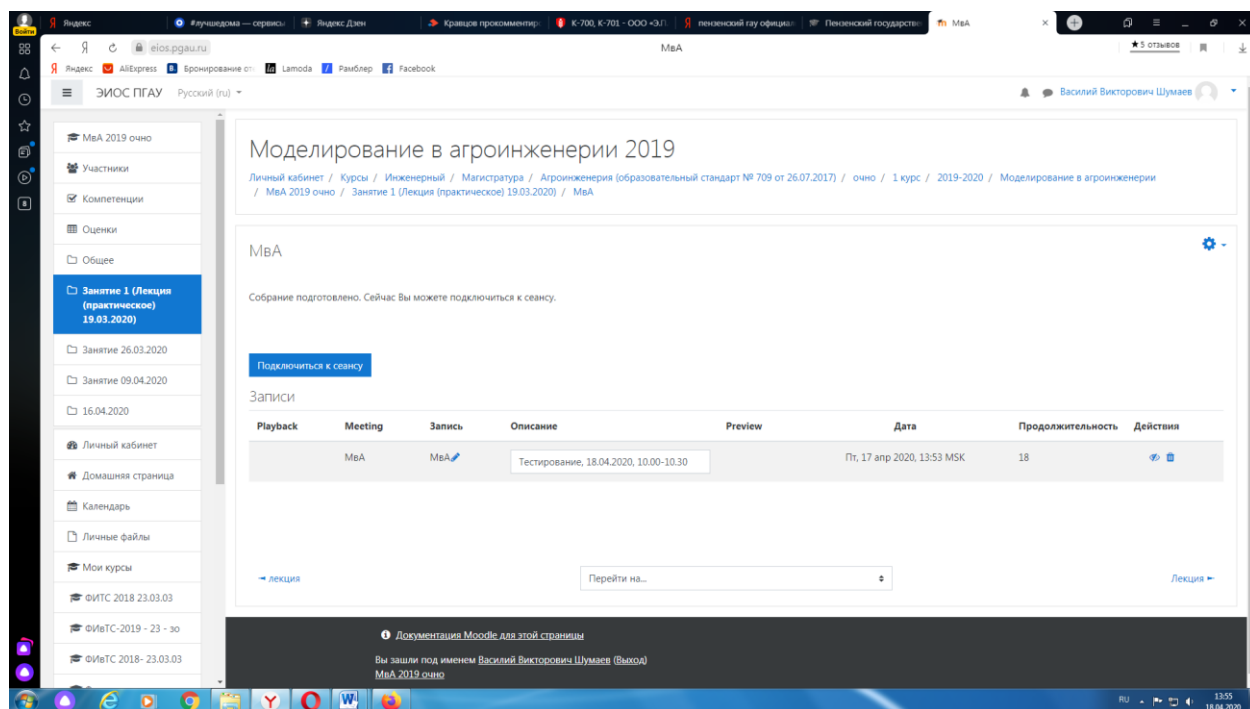 Войти
Яндекс
#лучшедома — сервисы
Яндекс Дзен
Кравцов прокомментир
К-700, К-701 - ООО «Э.П
пензенский гау официал
Пензенский государстве
МвА
eios.pgau.ru
МвА
5 отзывов
Яндекс
AliExpress
Бронирование от
Lamoda
Рамблер
Facebook
ЭИОС ПГАУ
Русский (ru)
Василий Викторович Шумаев
МвА 2019 очно
Участники
Компетенции
Оценки
Общее
Занятие 1 (Лекция
(практическое)
19.03.2020)
Занятие 26.03.2020
Занятие 09.04.2020
16.04.2020
Личный кабинет
Домашняя страница
Календарь
Личные файлы
Мои курсы
ФИТС 2018 23.03.03
ФИвТС-2019 - 23 - зо
ФИвТС 2018- 23.03.03
Моделирование в агроинженерии 2019
Личный кабинет / Курсы / Инженерный / Магистратура / Агроинженерия (образовательный стандарт № 709 от 26.07.2017) / очно / 1 курс / 2019-2020 / Моделирование в агроинженерии
/ МвА 2019 очно / Занятие 1 (Лекция (практическое) 19.03.2020) / МвА
МвА
Собрание подготовлено. Сейчас Вы можете подключиться к сеансу.
Подключиться к сеансу
Записи
Playback Meeting Запись Описание Preview Дата Продолжительность Действия
МвА МвА Тестирование, 18.04.2020, 10.00-10.30 Пт, 17 апр 2020, 13:53 MSK 18
◄ лекция
Перейти на...
Лекция ►
Документация Moodle для этой страницы
Вы зашли под именем Василий Викторович Шумаев (Выход)
МвА 2019 очно
RU
13:55
18.04.2020